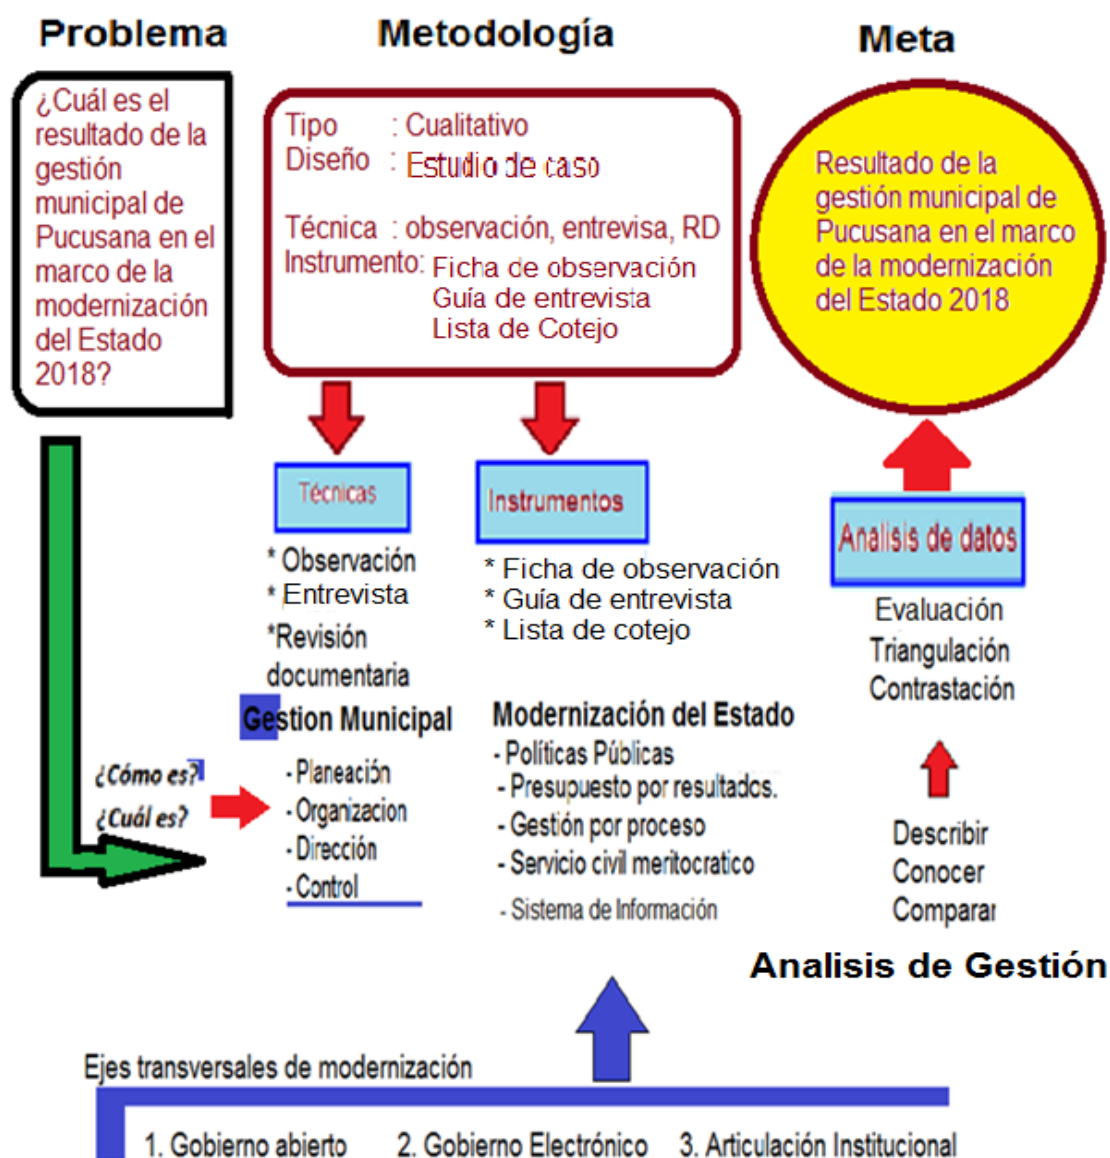 Problema
Metodología
Meta
¿Cuál es el
resultado de la
gestión
municipal de
Pucusana en el
marco de la
modernización
del Estado
2018?
Tipo : Cualitativo
Diseño : Estudio de caso
Técnica : observación, entrevisa, RD
Instrumento: Ficha de observación
Guía de entrevista
Lista de Cotejo
Resultado de la
gestión municipal de
Pucusana en el marco
de la modernización
del Estado 2018
Técnicas
* Observación
* Entrevista
*Revisión
documentaria
Instrumentos
* Ficha de observación
* Guía de entrevista
* Lista de cotejo
Analisis de datos
Evaluación
Triangulación
Contrastación
¿Cómo es?
¿Cuál es?
Gestion Municipal
- Planeación
- Organizacion
- Dirección
- Control
Modernización del Estado
- Políticas Públicas
- Presupuesto por resultados.
- Gestión por proceso
- Servicio civil meritocratico
- Sistema de Información
Describir
Conocer
Comparar
Analisis de Gestión
Ejes transversales de modernización
1. Gobierno abierto 2. Gobierno Electrónico 3. Articulación Institucional